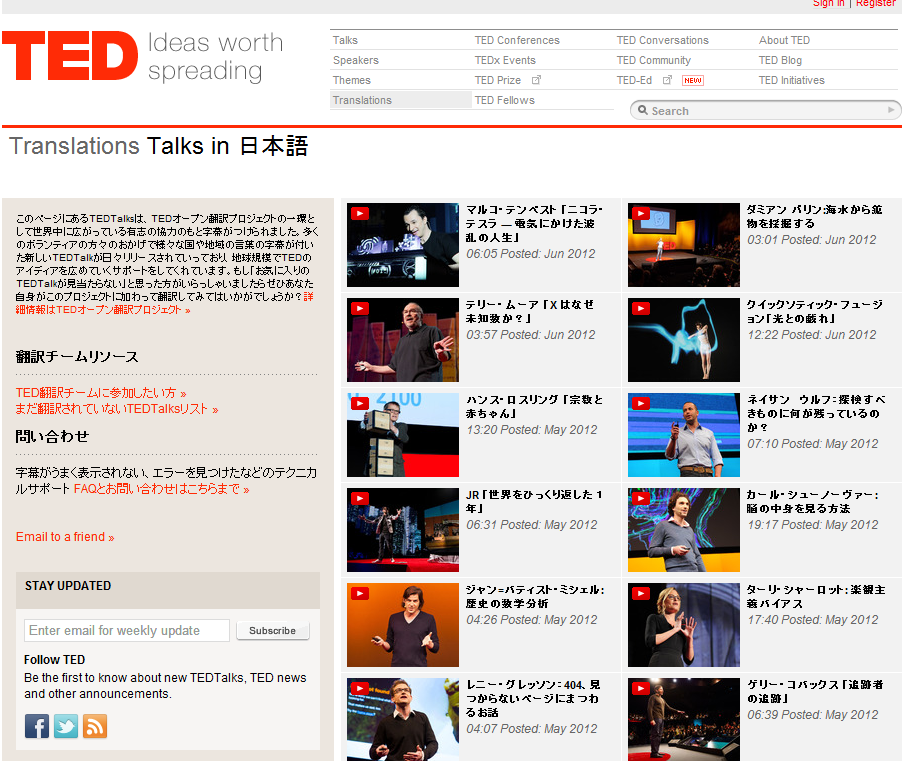 Sign in | Register
TED Ideas worth
spreading
Talks
TED Conferences
TED Conversations
About TED
Speakers
TEDx Events
TED Community
TED Blog
Themes
TED Prize
TED-Ed NEW
TED Initiatives
Translations
TED Fellows
Search
Translations Talks in 日本語
このページにあるTEDTalksは、TEDオープン翻訳プロジェクトの一環と
して世界中に広がっている有志の協力のもと字幕がつけられました。多
くのボランティアの方々のおかげで様々な国や地域の言葉の字幕が付い
た新しいTEDTalkが日々リリースされていっており、地球規模でTEDの
アイディアを広めていくサポートをしてくれています。もし「お気に入りの
TEDTalkが見当たらない」と思った方がいらっしゃいましたらぜひあなた
自身がこのプロジェクトに加わって翻訳してみてはいかがでしょうか？詳
細情報はTEDオープン翻訳プロジェクト »
翻訳チームリソース
TED翻訳チームに参加したい方 »
まだ翻訳されていないTEDTalksリスト »
問い合わせ
字幕がうまく表示されない、エラーを見つけたなどのテクニカ
ルサポート FAQとお問い合わせはこちらまで »
Email to a friend »
STAY UPDATED
Enter email for weekly update
Subscribe
Follow TED
Be the first to know about new TEDTalks, TED news
and other announcements.
マルコ・テンペスト 「ニコラ・
テスラ ― 電気にかけた波
乱の人生」
06:05 Posted: Jun 2012
ダミアン パリン:海水から鉱
物を採掘する
03:01 Posted: Jun 2012
テリー・ムーア 「X はなぜ
未知数か？」
03:57 Posted: Jun 2012
クイックソティック・フュージ
ョン「光との戯れ」
12:22 Posted: Jun 2012
ハンス・ロスリング 「宗教と
赤ちゃん」
13:20 Posted: May 2012
ネイサン ウルフ:探検すべ
きものに何が残っているの
か？
07:10 Posted: May 2012
JR 「世界をひっくり返した 1
年」
06:31 Posted: May 2012
カール・シューノーヴァー:
脳の中身を見る方法
19:17 Posted: May 2012
ジャン=バティスト・ミシェル:
歴史の数学分析
04:26 Posted: May 2012
ターリ・シャーロット:楽観主
義バイアス
17:40 Posted: May 2012
レニー・グレッソン: 404、見
つからないページにまつわ
るお話
04:07 Posted: May 2012
ゲリー・コバックス 「追跡者
の追跡」
06:39 Posted: May 2012